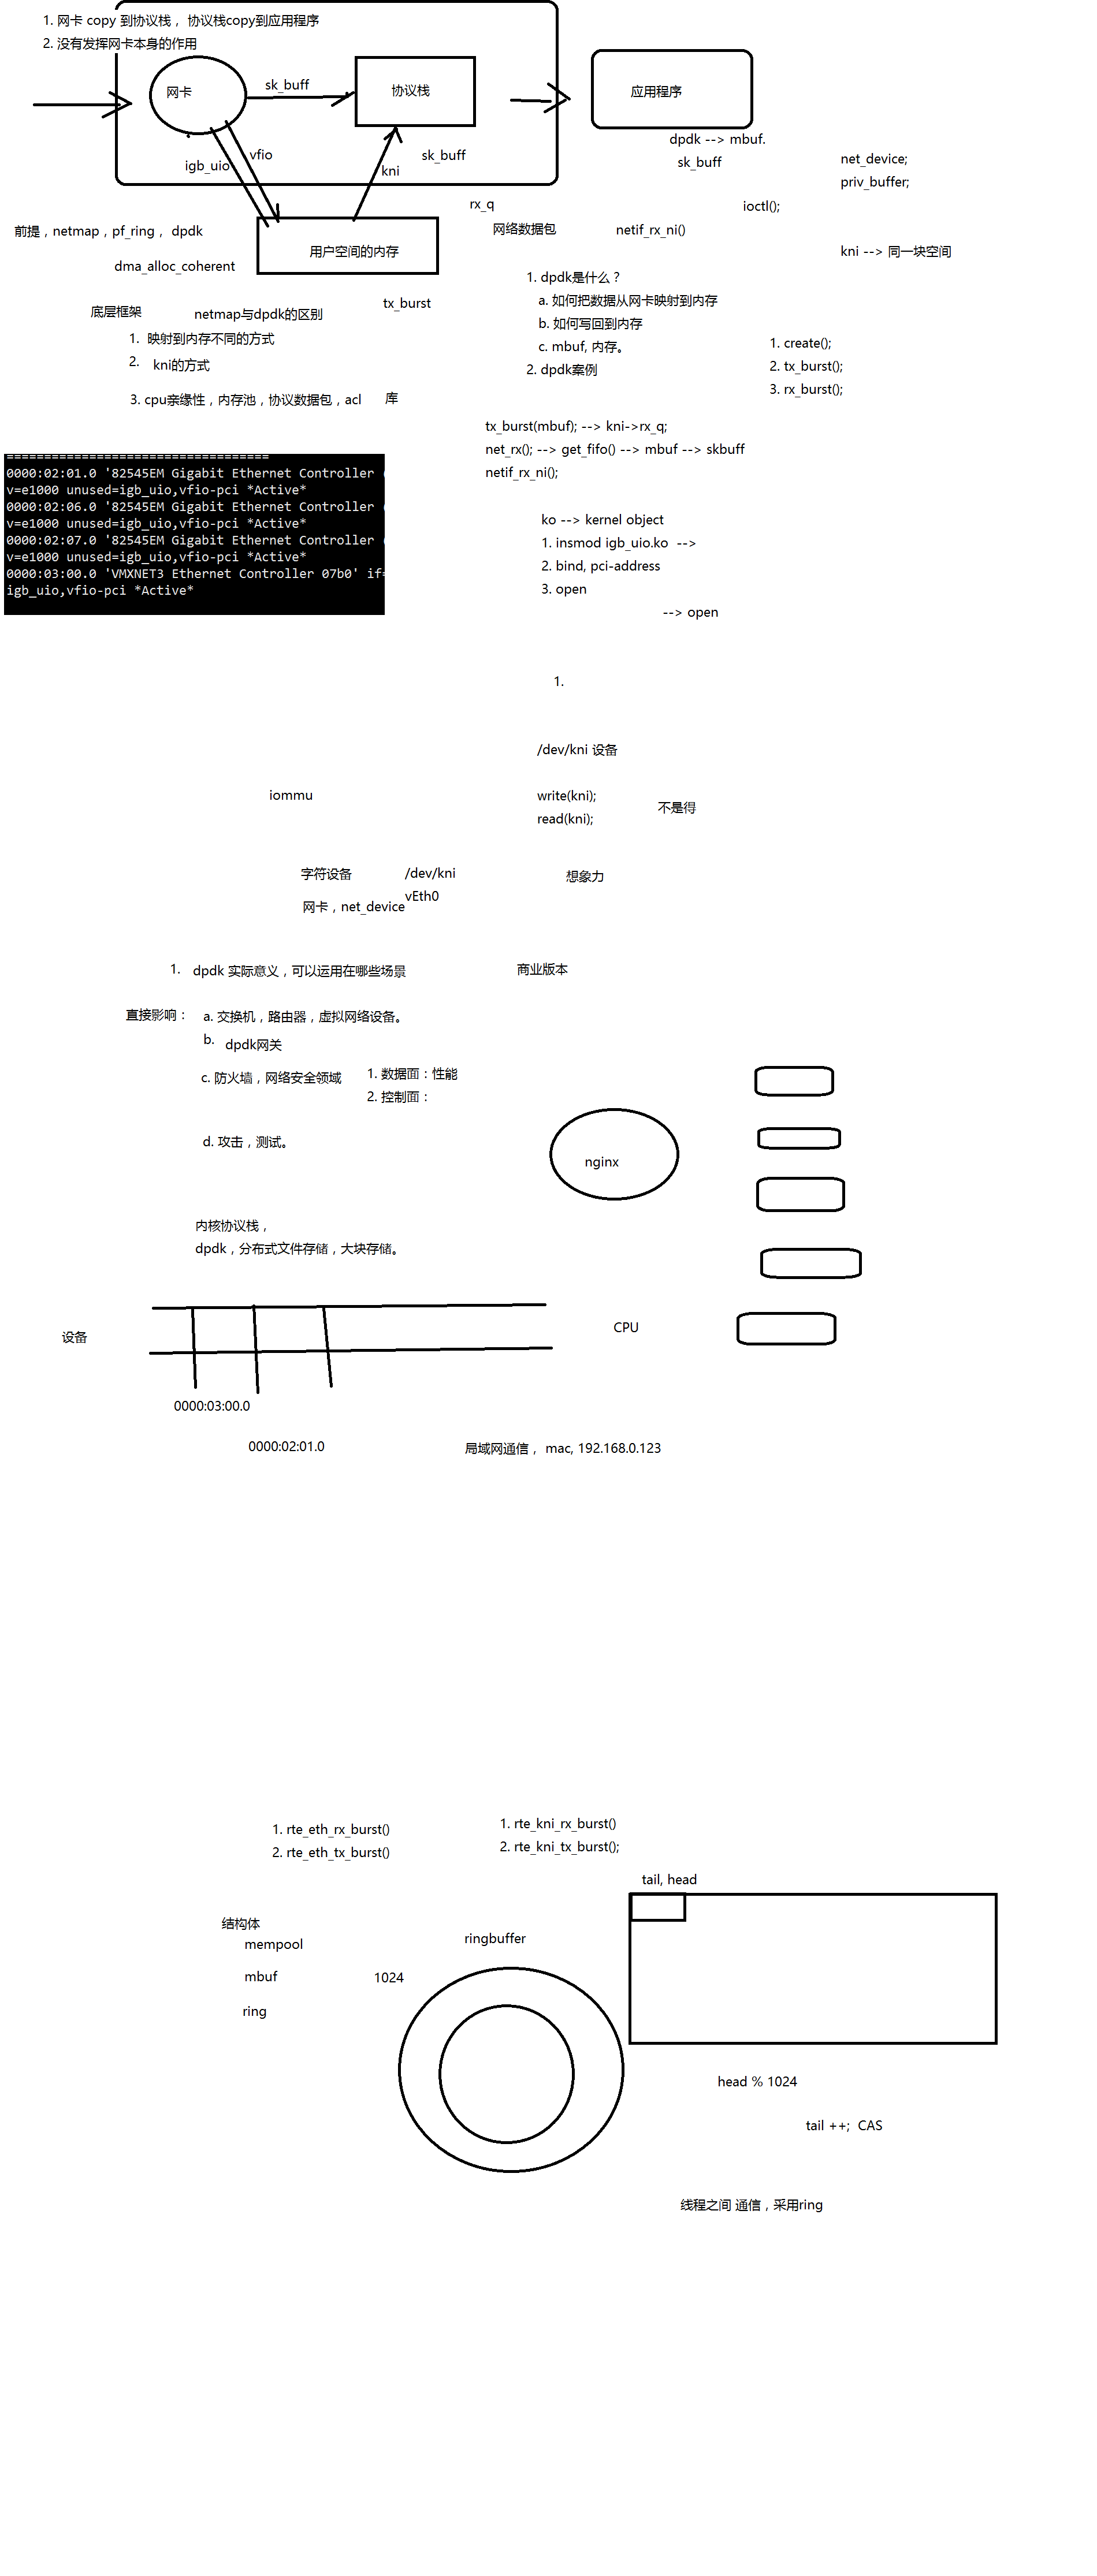 1. 网卡 copy 到协议栈， 协议栈copy到应用程序
2. 没有发挥网卡本身的作用
网卡
sk_buff
协议栈
应用程序
igb_uio
vfio
kni
sk_buff
dpdk --> mbuf.
sk_buff
net_device;
priv_buffer;
rx_q
ioctl();
前提，netmap，pf_ring， dpdk
用户空间的内存
网络数据包
netif_rx_ni()
kni --> 同一块空间
dma_alloc_coherent
底层框架
netmap与dpdk的区别
tx_burst
1. 映射到内存不同的方式
2. kni的方式
3. cpu亲缘性，内存池，协议数据包，acl
库
1. dpdk是什么？
a. 如何把数据从网卡映射到内存
b. 如何写回到内存
c. mbuf, 内存。
2. dpdk案例
1. create();
2. tx_burst();
3. rx_burst();
tx_burst(mbuf); --> kni->rx_q;
net_rx(); --> get_fifo() --> mbuf --> skbuff
netif_rx_ni();
===================================
0000:02:01.0 '82545EM Gigabit Ethernet Controller (
v=e1000 unused=igb_uio,vfio-pci *Active*
0000:02:06.0 '82545EM Gigabit Ethernet Controller (
v=e1000 unused=igb_uio,vfio-pci *Active*
0000:02:07.0 '82545EM Gigabit Ethernet Controller (
v=e1000 unused=igb_uio,vfio-pci *Active*
0000:03:00.0 'VMXNET3 Ethernet Controller 07b0' if=
igb_uio,vfio-pci *Active*
ko --> kernel object
1. insmod igb_uio.ko -->
2. bind, pci-address
3. open
--> open
1.
/dev/kni 设备
iommu
write(kni);
read(kni);
不是得
字符设备
/dev/kni
vEth0
网卡，net_device
想象力
1. dpdk 实际意义，可以运用在哪些场景
商业版本
直接影响：
a. 交换机，路由器，虚拟网络设备。
b. dpdk网关
c. 防火墙，网络安全领域
1. 数据面：性能
2. 控制面：
d. 攻击，测试。
nginx
内核协议栈，
dpdk，分布式文件存储，大块存储。
设备
CPU
0000:03:00.0
0000:02:01.0
局域网通信， mac, 192.168.0.123
1. rte_eth_rx_burst()
2. rte_eth_tx_burst()
1. rte_kni_rx_burst()
2. rte_kni_tx_burst();
tail, head
结构体
mempool
mbuf
ring
ringbuffer
1024
head % 1024
tail ++; CAS
线程之间 通信，采用ring